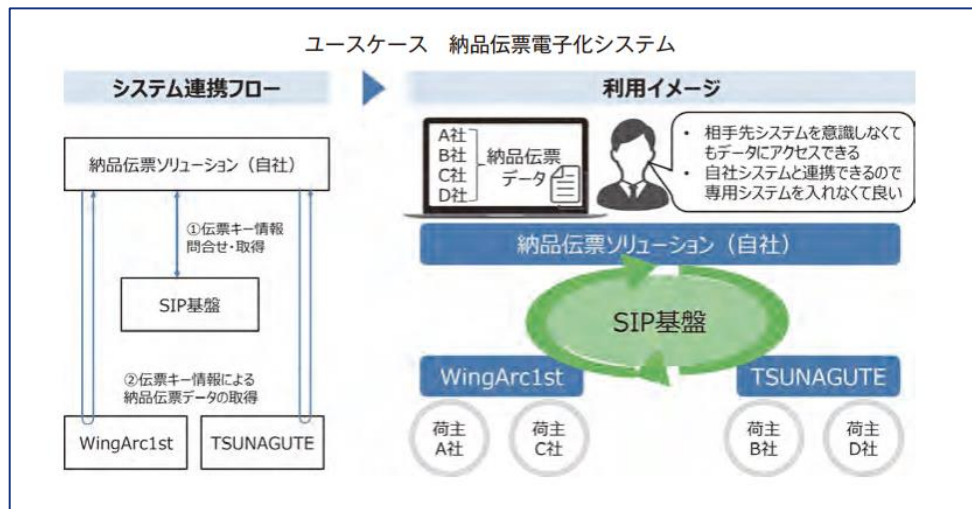 ユースケース 納品伝票電子化システム
システム連携フロー
納品伝票ソリューション（自社）
①伝票キー情報
問合せ・取得
SIP基盤
②伝票キー情報による
納品伝票データの取得
WingArc1st
TSUNAGUTE
利用イメージ
A社
B社
C社
D社
納品伝票
データ
• 相手先システムを意識しなくて
もデータにアクセスできる
• 自社システムと連携できるので
専用システムを入れなくて良い
納品伝票ソリューション（自社）
SIP基盤
WingArc1st
TSUNAGUTE
荷主
A社
荷主
C社
荷主
B社
荷主
D社